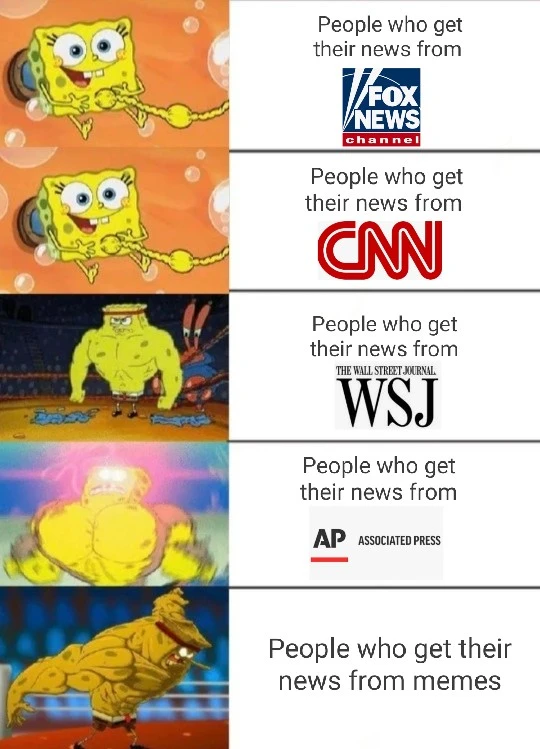 People who get
their news from
FOX
NEWS
channel
People who get
their news from
CNN
People who get
their news from
THE WALL STREET JOURNAL.
WSJ
People who get
their news from
AP ASSOCIATED PRESS
People who get their
news from memes